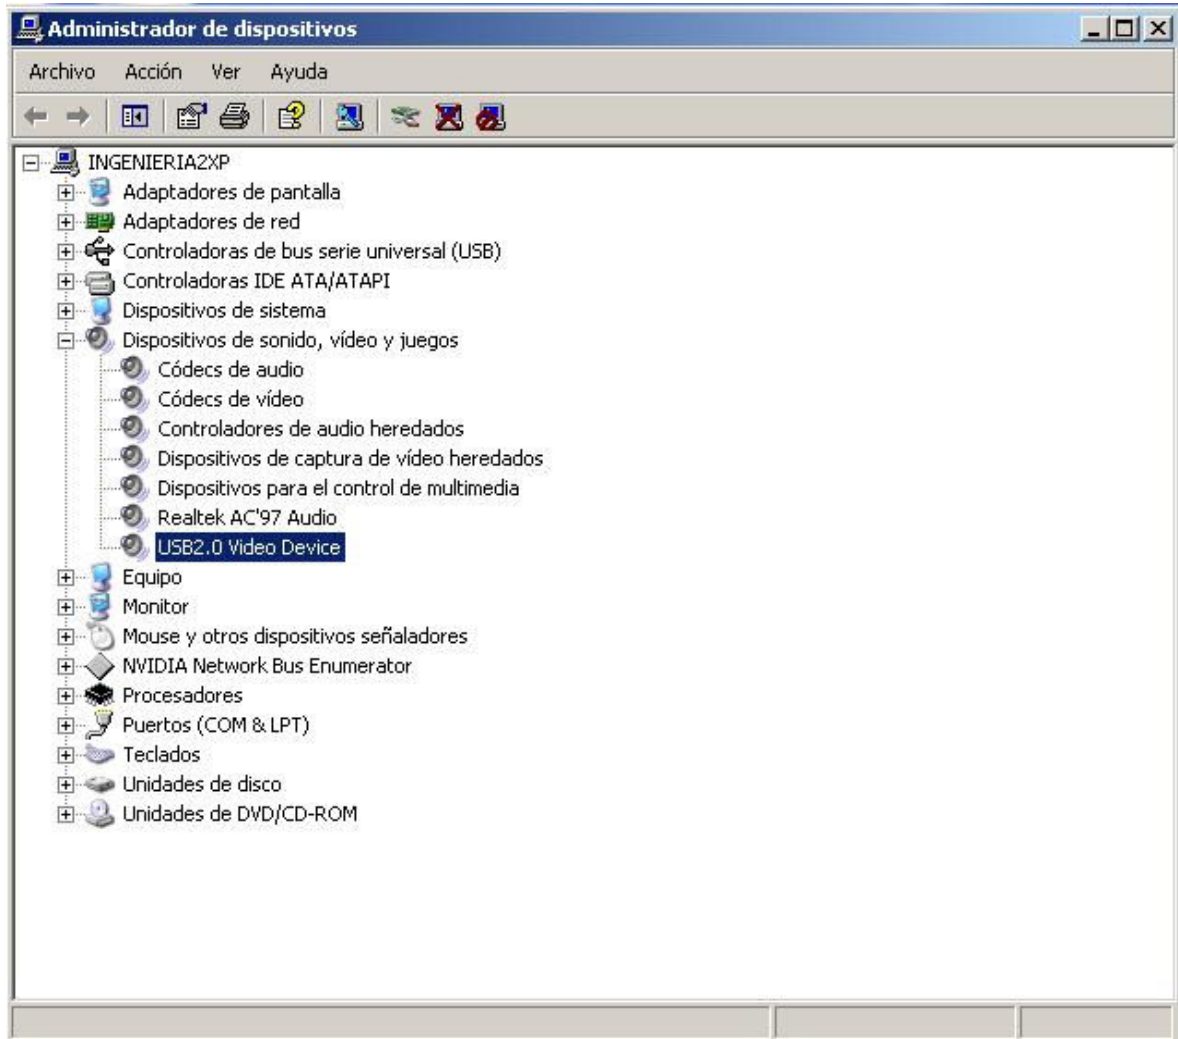 Administrador de dispositivos
Archivo Acción Ver Ayuda
INGENIERIA2XP
Adaptadores de pantalla
Adaptadores de red
Controladoras de bus serie universal (USB)
Controladoras IDE ATA/ATAPI
Dispositivos de sistema
Dispositivos de sonido, vídeo y juegos
Códecs de audio
Códecs de vídeo
Controladores de audio heredados
Dispositivos de captura de vídeo heredados
Dispositivos para el control de multimedia
Realtek AC'97 Audio
USB2.0 Video Device
Equipo
Monitor
Mouse y otros dispositivos señaladores
NVIDIA Network Bus Enumerator
Procesadores
Puertos (COM & LPT)
Teclados
Unidades de disco
Unidades de DVD/CD-ROM